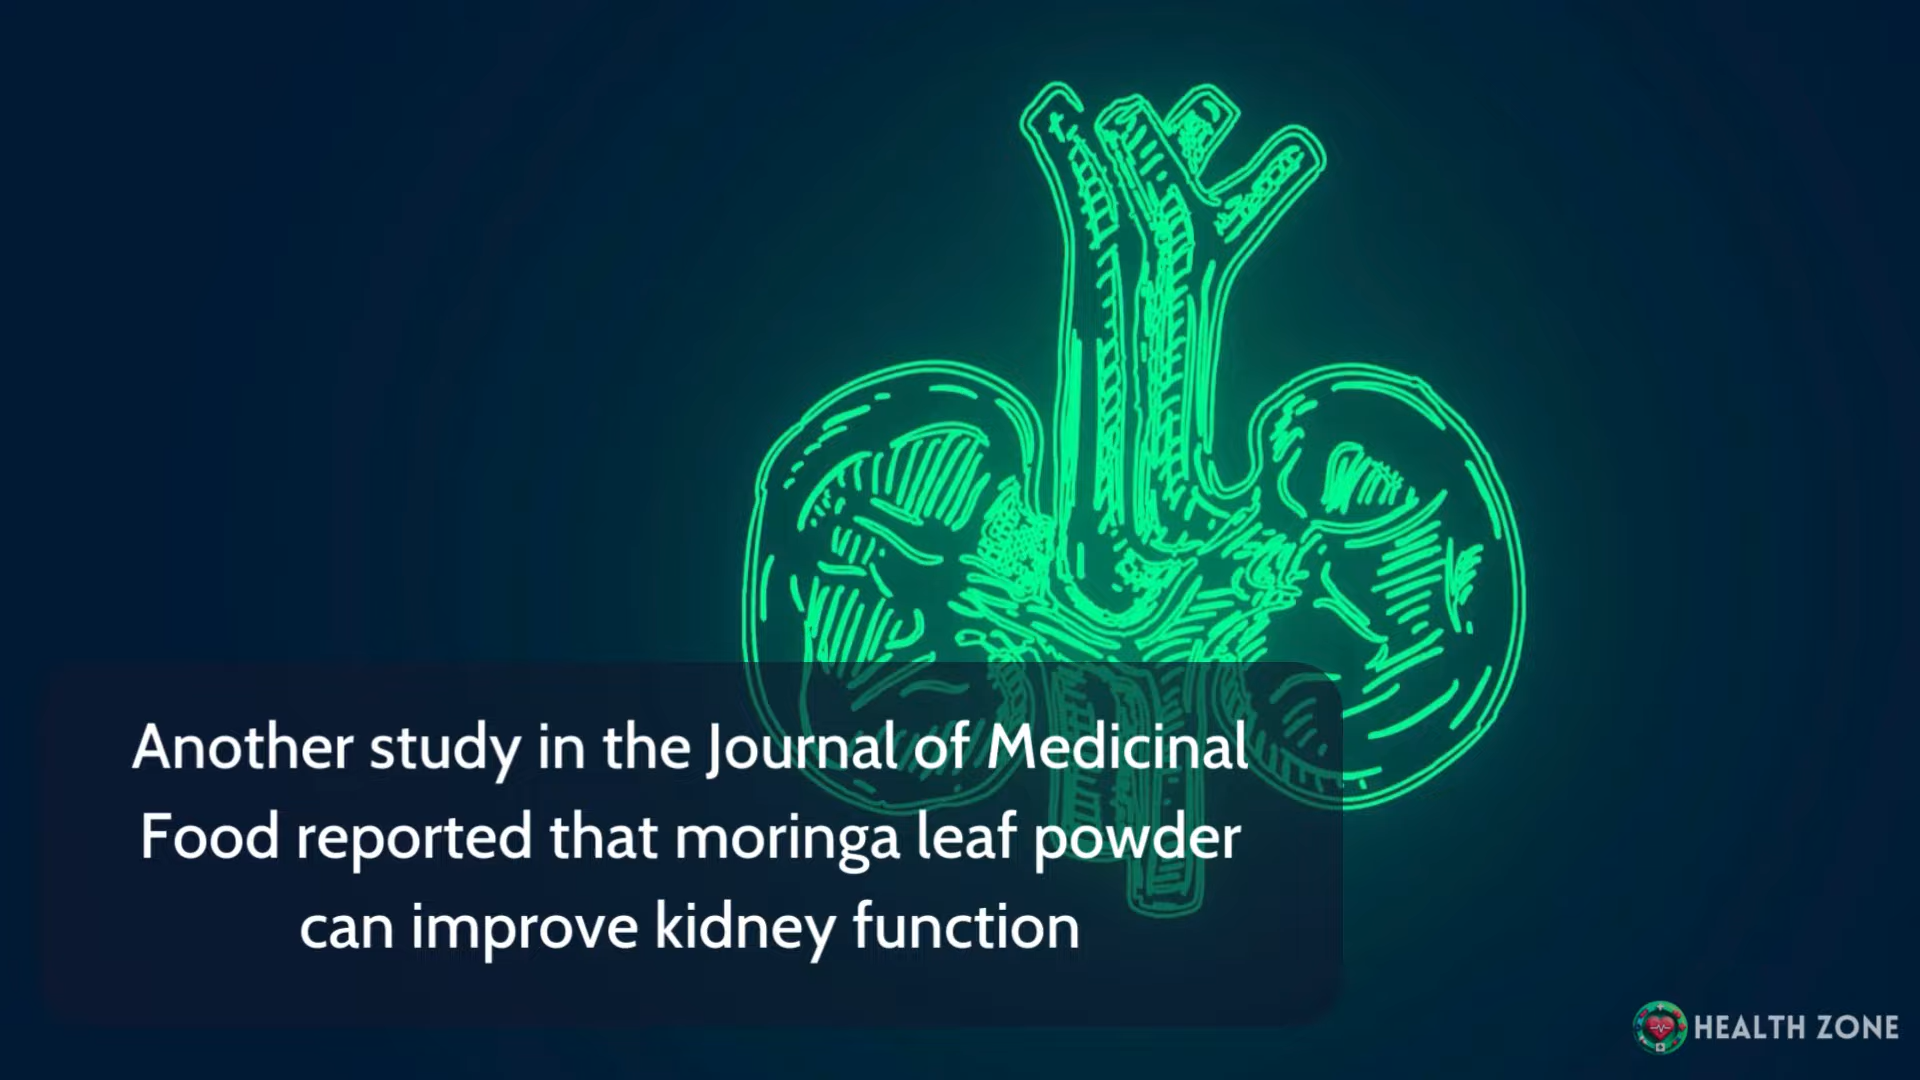 Another study in the Journal of Medicinal
Food reported that moringa leaf powder
can improve kidney function
HEALTH ZONE